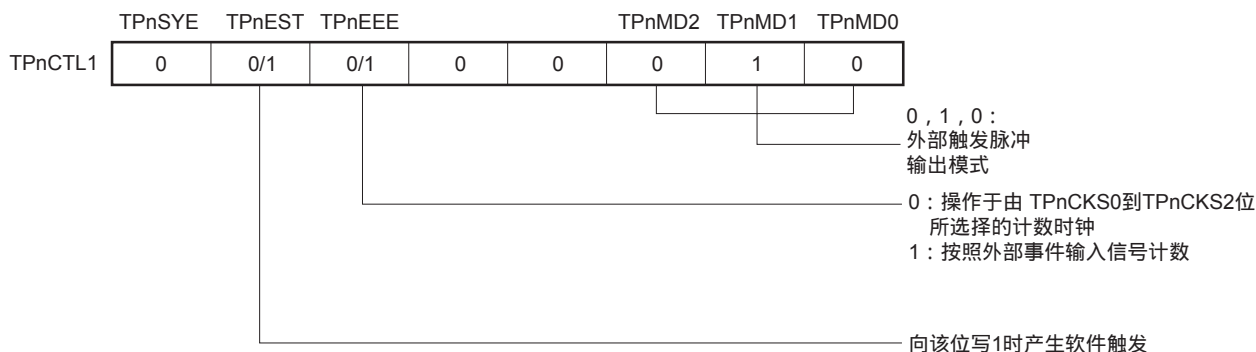 TPnSYE TPnEST TPnEEE TPnMD2 TPnMD1 TPnMD0
TPnCTL1 0 0/1 0/1 0 0 0 1 0
0，1，0：
外部触发脉冲
输出模式
0：操作于由 TPnCKS0到TPnCKS2位
所选择的计数时钟
1：按照外部事件输入信号计数
向该位写1时产生软件触发